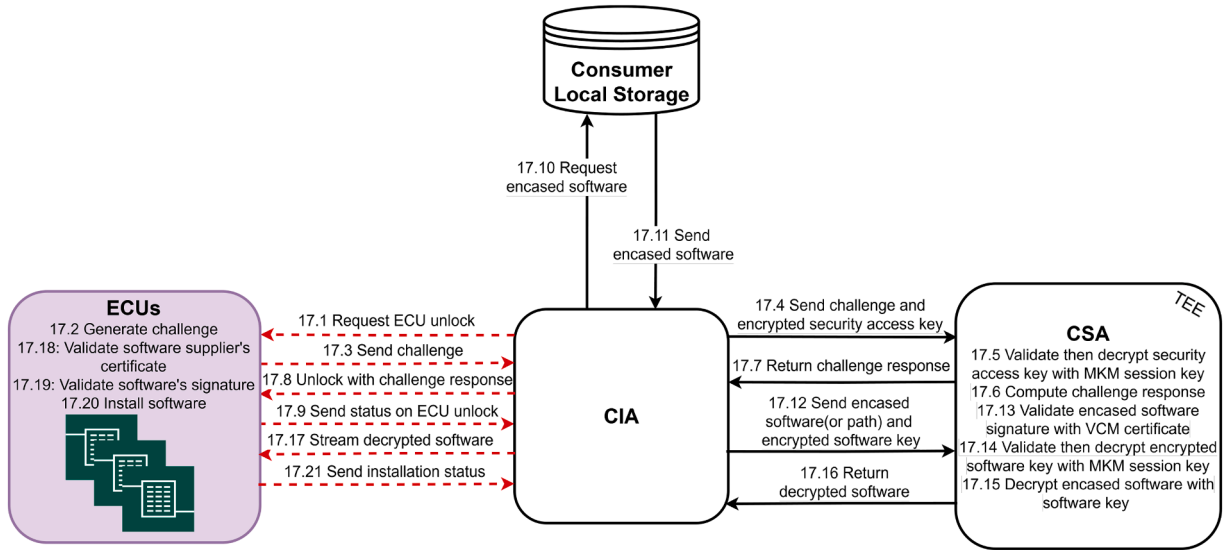 Consumer
Local Storage
17.10 Request
encased software
17.11 Send
encased software
ECUs
17.2 Generate challenge
17.18: Validate software supplier's
certificate
17.19: Validate software's signature
17.20 Install software
17.1 Request ECU unlock
17.3 Send challenge
17.8 Unlock with challenge response
17.9 Send status on ECU unlock
17.17 Stream decrypted software
17.21 Send installation status
CIA
17.4 Send challenge and
encrypted security access key
17.7 Return challenge response
17.12 Send encased
software(or path) and
encrypted software key
17.16 Return
decrypted software
TEE
CSA
17.5 Validate then decrypt security
access key with MKM session key
17.6 Compute challenge response
17.13 Validate encased software
signature with VCM certificate
17.14 Validate then decrypt encrypted
software key with MKM session key
17.15 Decrypt encased software with
software key